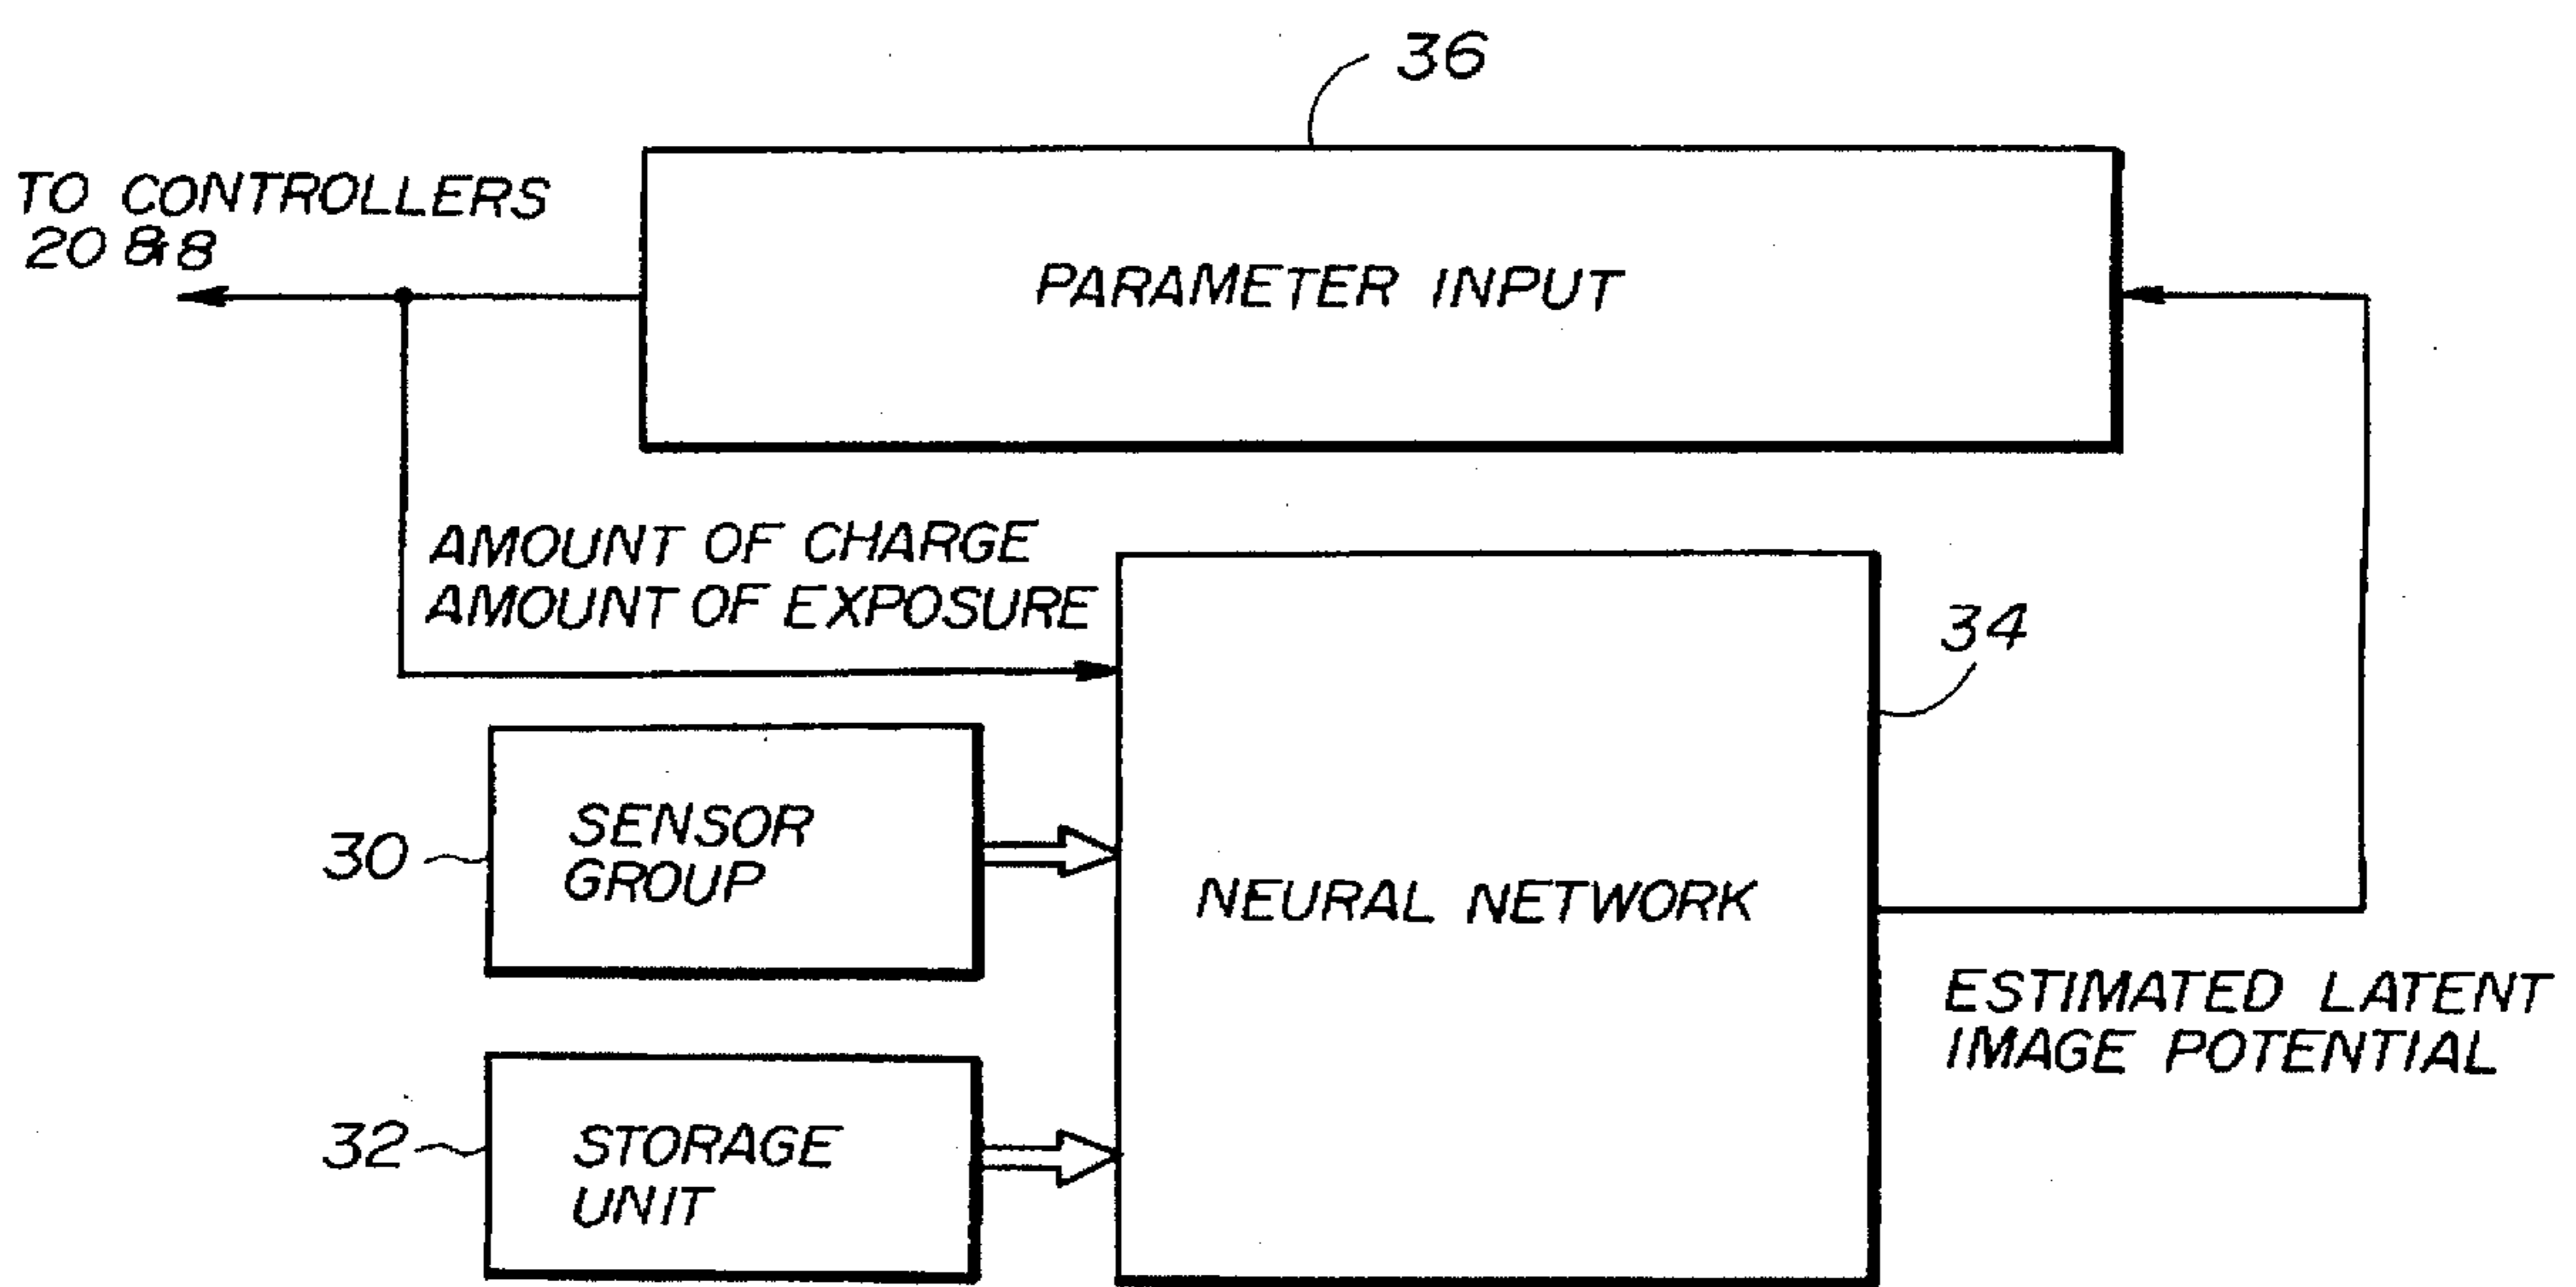 36
TO CONTROLLERS
20 & 8
PARAMETER INPUT
AMOUNT OF CHARGE
AMOUNT OF EXPOSURE
34
30
SENSOR
GROUP
NEURAL NETWORK
ESTIMATED LATENT
IMAGE POTENTIAL
32
STORAGE
UNIT